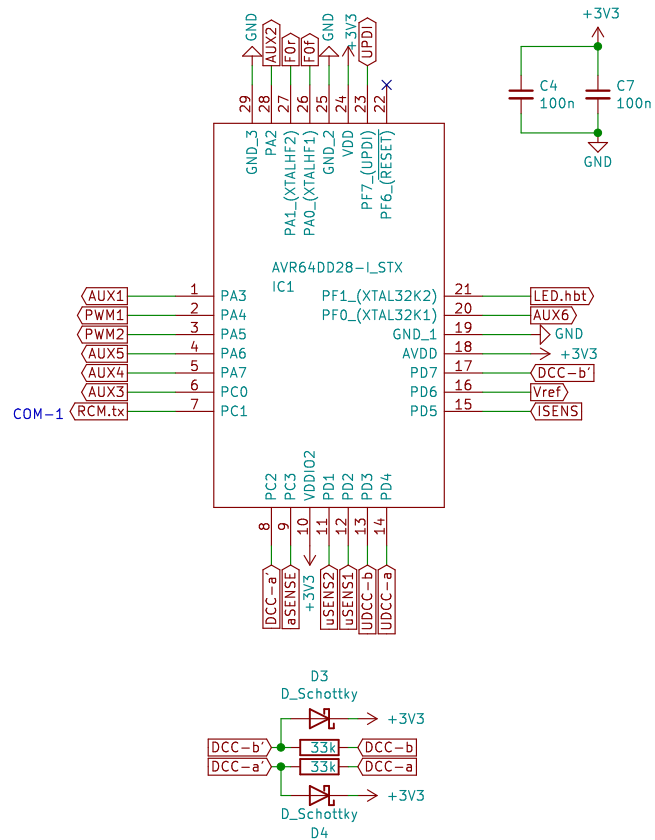 +3V3
C4
100n
C7
100n
GND
GND
AUX2
F0r
F0f
GND
+3V3
UPDI
29
28
27
26
25
24
23
22
GND_3
PA2
PA1_(XTALHF2)
PA0_(XTALHF1)
GND_2
VDD
PF7_(UPDI)
PF6_(RESET)
AVR64DD28-I_STX
IC1
AUX1 1 PA3
PWM1 2 PA4
PWM2 3 PA5
AUX5 4 PA6
AUX4 5 PA7
AUX3 6 PC0
COM-1 RCM.tx 7 PC1
PF1_(XTAL32K2) 21 LED.hbt
PF0_(XTAL32K1) 20 AUX6
GND_1 19 GND
AVDD 18 +3V3
PD7 17 DCC-b'
PD6 16 Vref
PD5 15 ISENS
PC2
PC3
VDDIO2
PD1
PD2
PD3
PD4
8
9
10
11
12
13
14
DCC-a'
aSENSE
+3V3
uSENS2
uSENS1
UDCC-b
UDCC-a
D3
D_Schottky
+3V3
DCC-b' 33k DCC-b
DCC-a' 33k DCC-a
+3V3
D_Schottky
D4